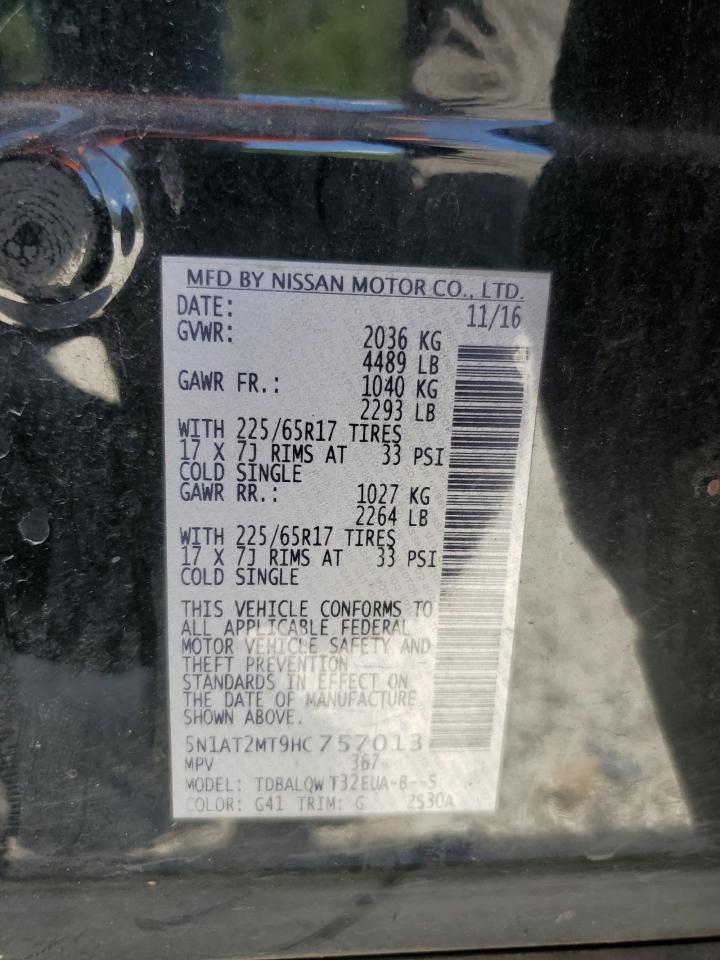 MFD BY NISSAN MOTOR CO., LTD.
DATE: 11/16
GVWR: 2036 KG
4489 LB
GAWR FR.: 1040 KG
2293 LB
WITH 225/65R17 TIRES
17 X 7J RIMS AT 33 PSI
COLD SINGLE
GAWR RR.: 1027 KG
2264 LB
WITH 225/65R17 TIRES
17 X 7J RIMS AT 33 PSI
COLD SINGLE
THIS VEHICLE CONFORMS TO
ALL APPLICABLE FEDERAL
MOTOR VEHICLE SAFETY AND
THEFT PREVENTION
STANDARDS IN EFFECT ON
THE DATE OF MANUFACTURE
SHOWN ABOVE.
5N1AT2MT9HC757013
MPV 367
MODEL: TDBALQW T32EUA-B--S
COLOR: G41 TRIM: G ZS30A